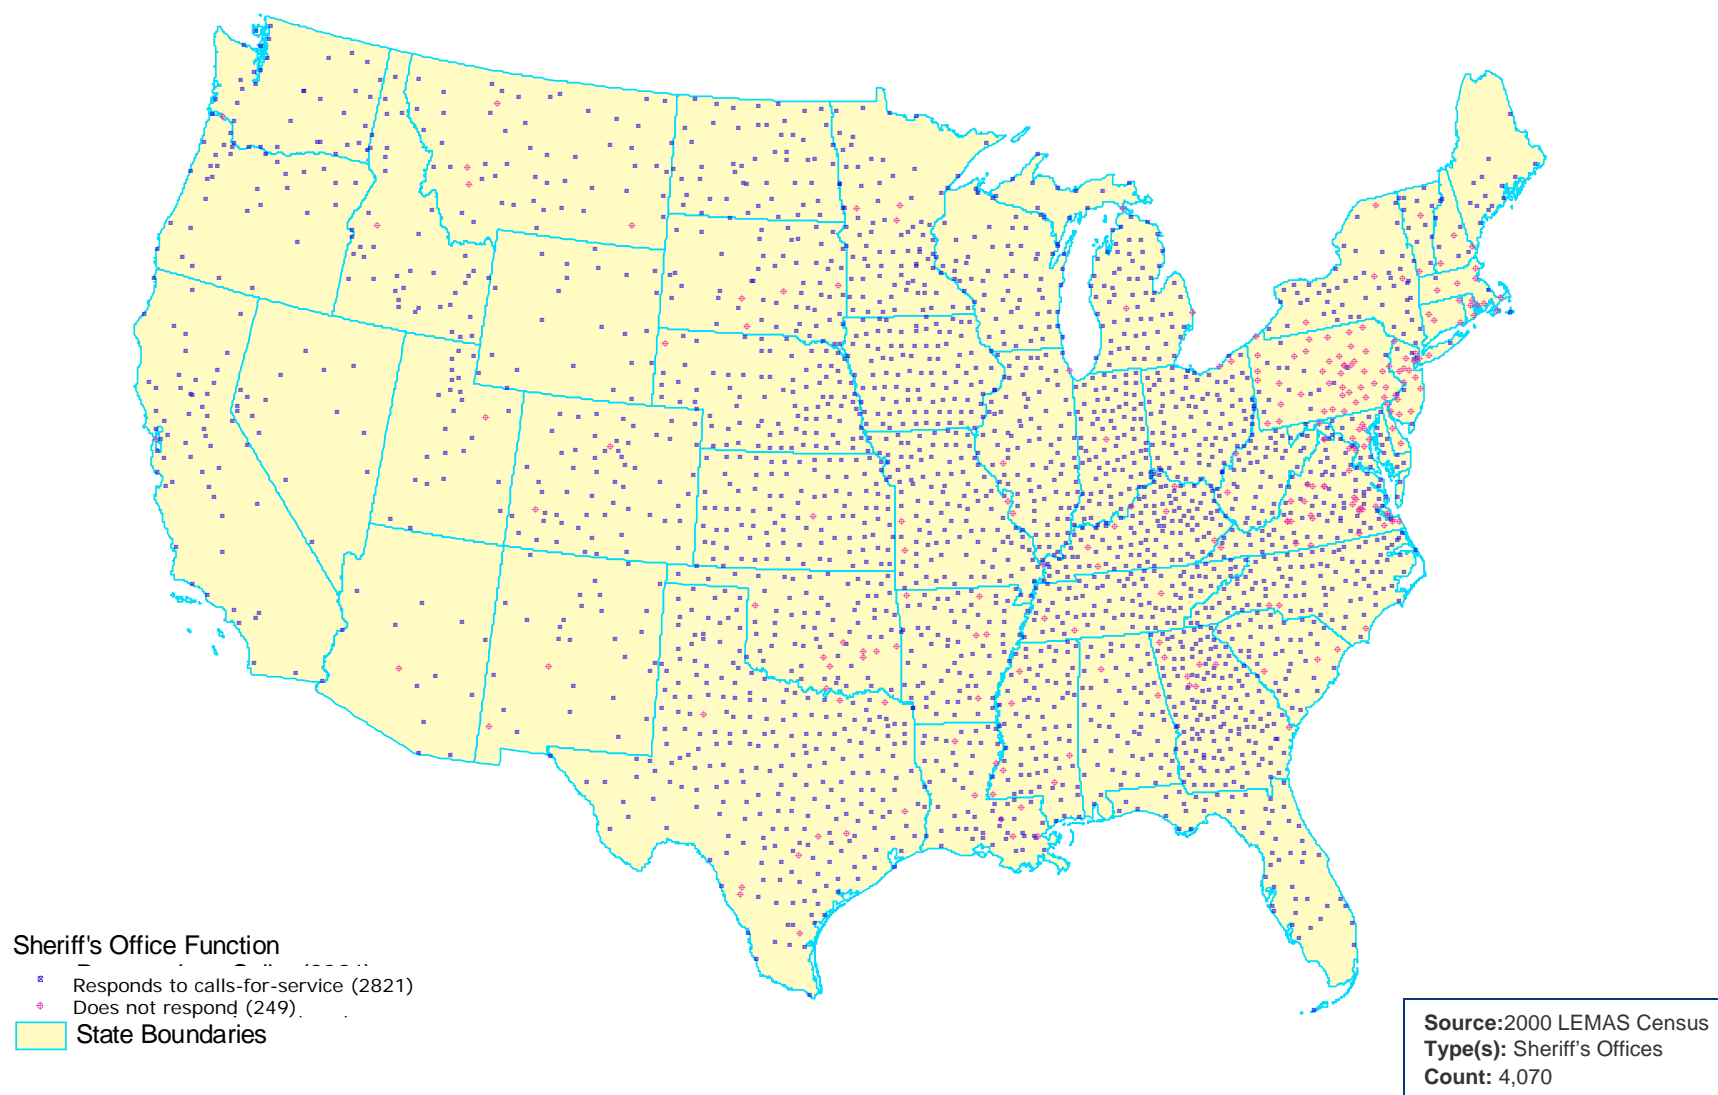 Sheriff's Office Function
Responds to calls-for-service (2821)
Does not respond (249)
State Boundaries
Source:2000 LEMAS Census
Type(s): Sheriff's Offices
Count: 4,070